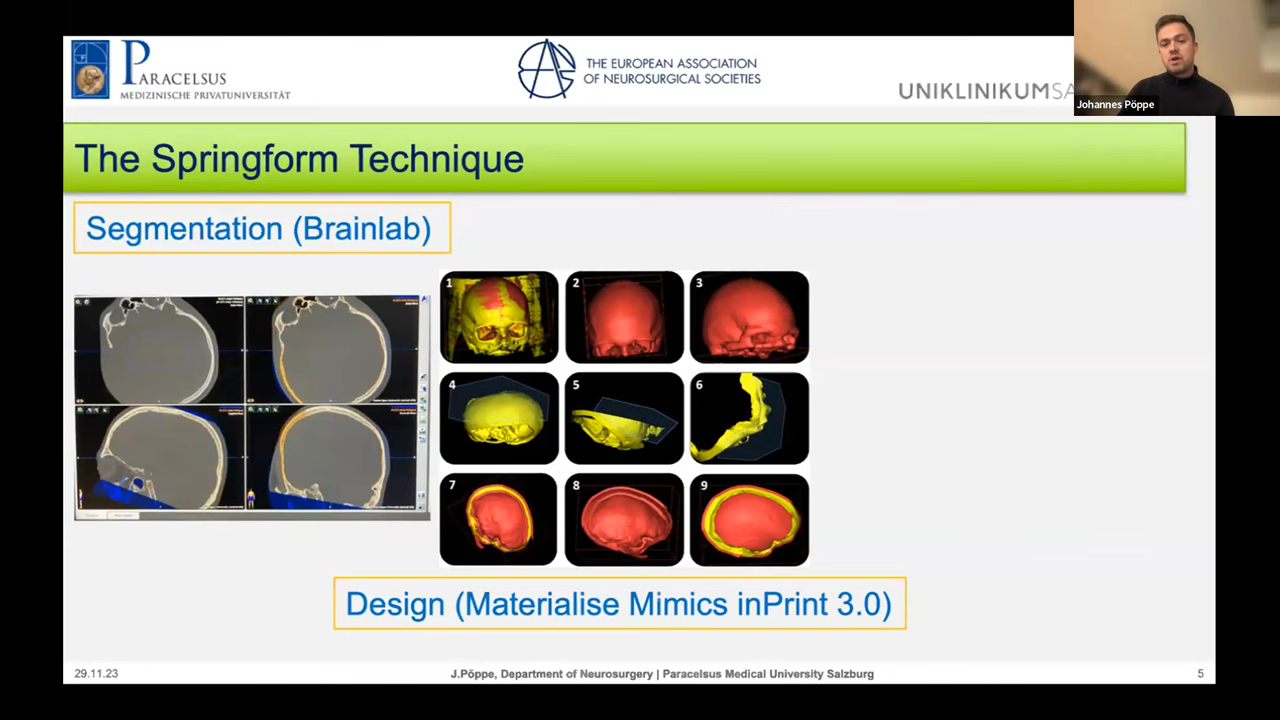 PARACELSUS
MEDIZINISCHE PRIVATUNIVERSITÄT
THE EUROPEAN ASSOCIATION
OF NEUROSURGICAL SOCIETIES
UNIKLINIKUMSA
Johannes Pöppe
The Springform Technique
Segmentation (Brainlab)
1
2
3
4
5
6
7
8
9
Design (Materialise Mimics inPrint 3.0)
29.11.23
J.Pöppe, Department of Neurosurgery | Paracelsus Medical University Salzburg
5